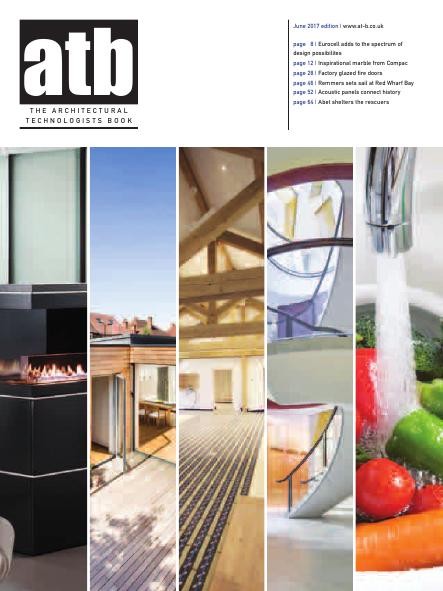 atb
THE ARCHITECTURAL
TECHNOLOGISTS BOOK
June 2017 edition | www.at-b.co.uk
page 8 | Eurocell adds to the spectrum of
design possibilites
page 12 | Inspirational marble from Compac
page 28 | Factory glazed fire doors
page 48 | Remmers sets sail at Red Wharf Bay
page 52 | Acoustic panels connect history
page 54 | Abel shelters the rescuers